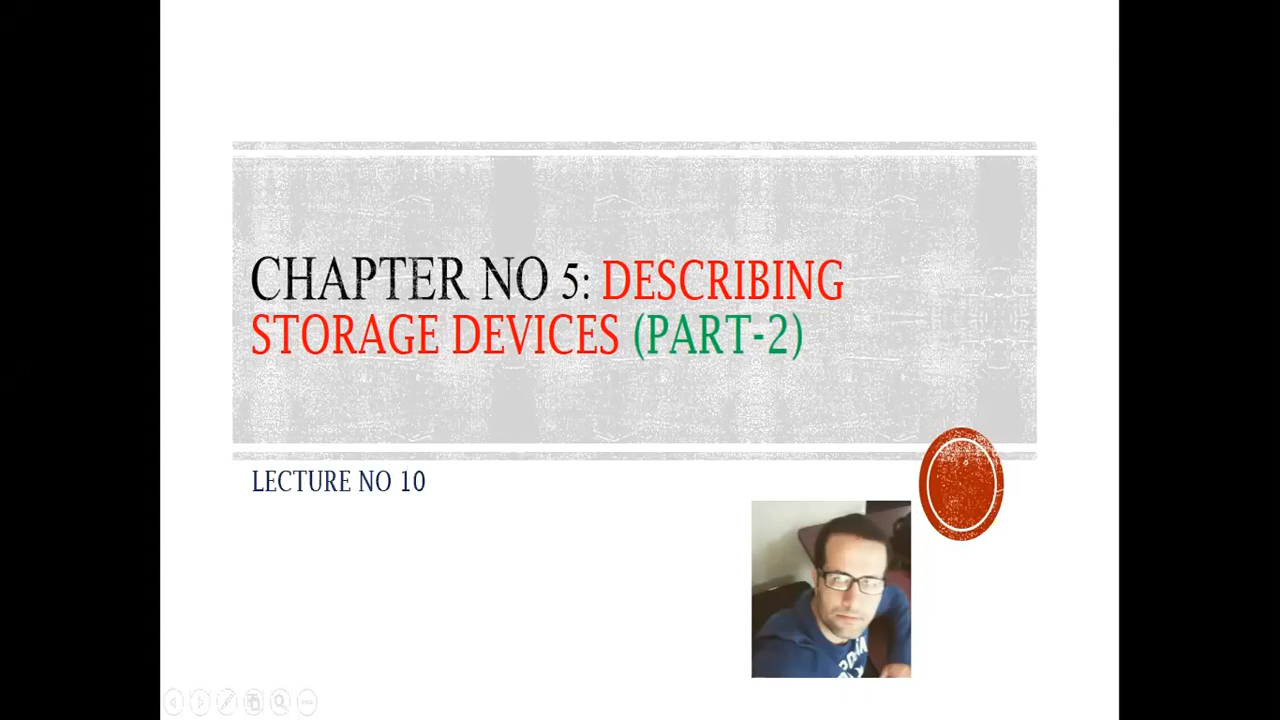 CHAPTER NO 5: DESCRIBING
STORAGE DEVICES (PART-2)
LECTURE NO 10